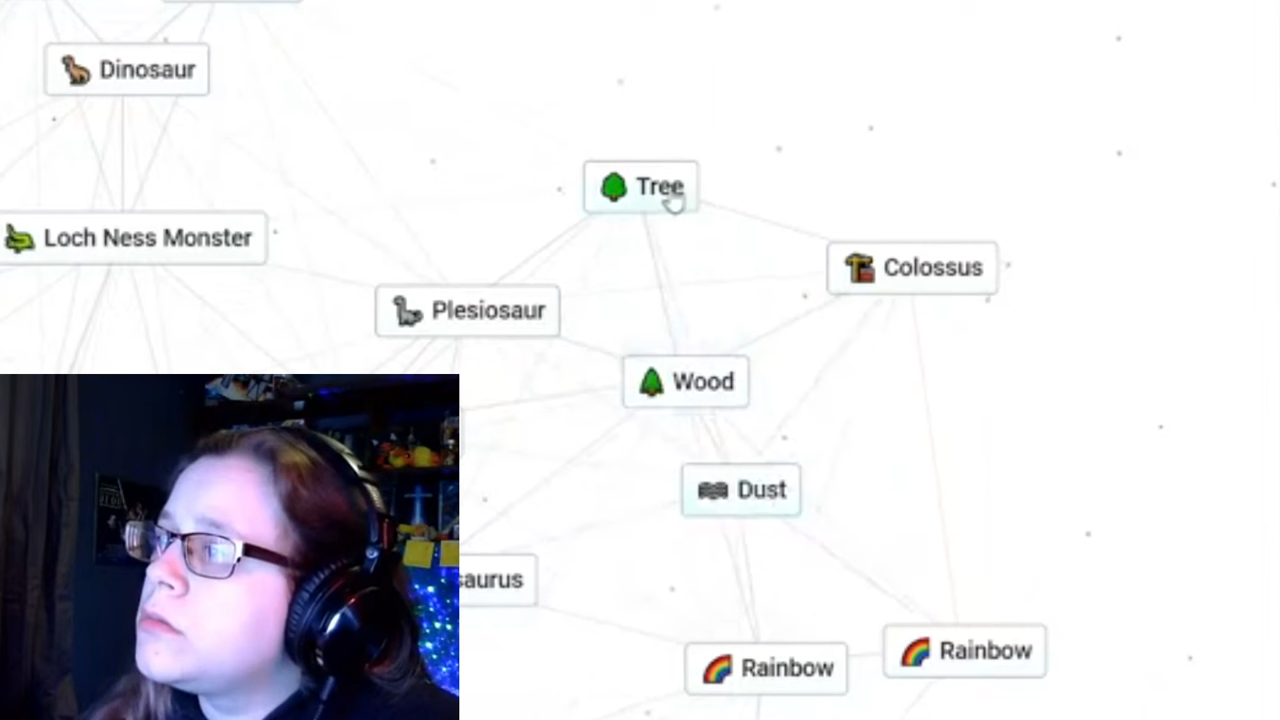 Dinosaur
Tree
Loch Ness Monster
Colossus
Plesiosaur
Wood
Dust
saurus
Rainbow
Rainbow